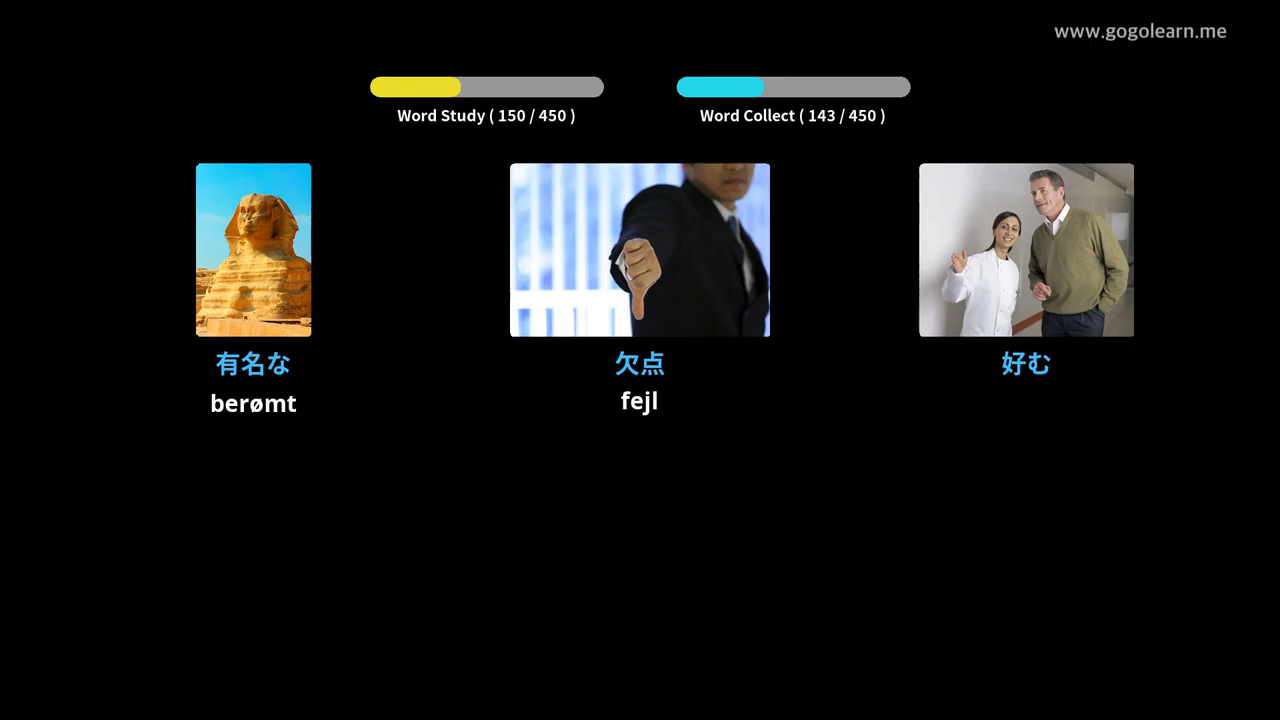 www.gogolearn.me
Word Study ( 150 / 450 )
Word Collect ( 143 / 450 )
有名な
berømt
欠点
fejl
好む